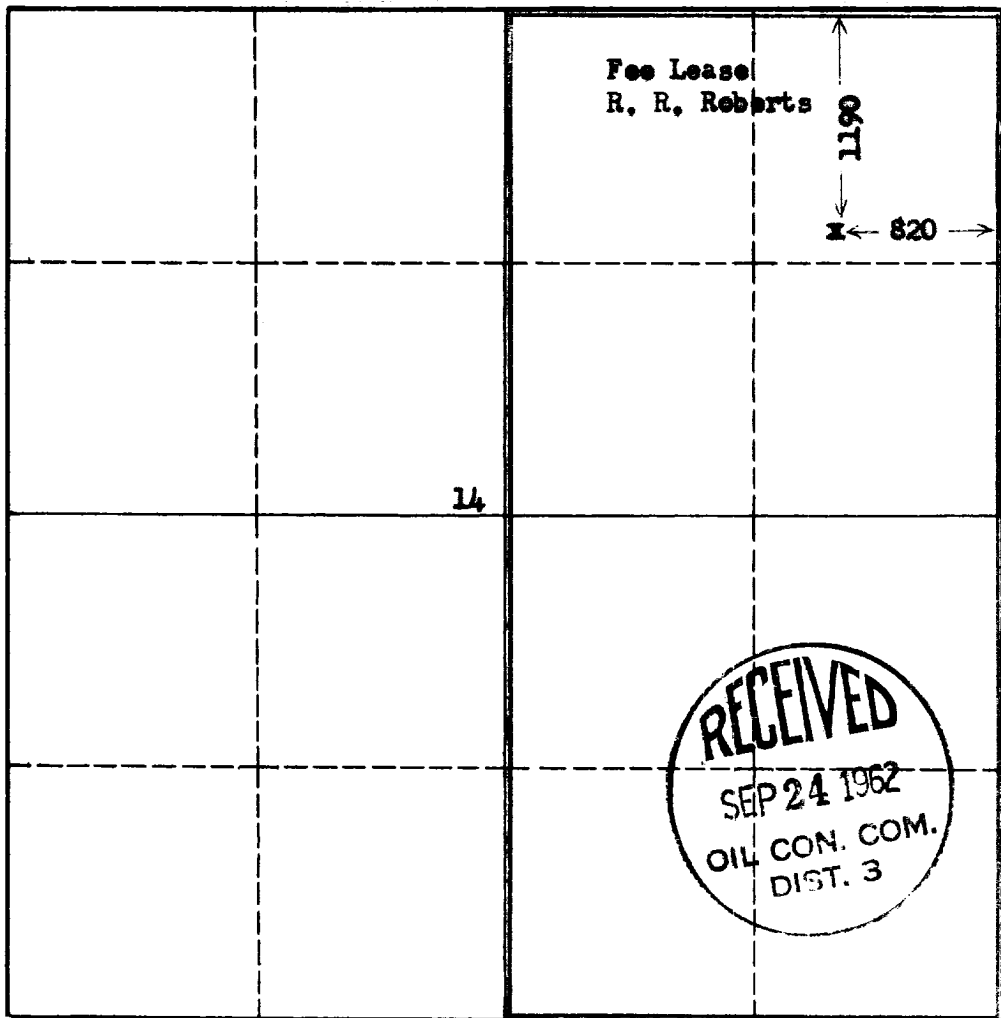 Fee Lease
R. R. Roberts
1190
x
820
14
RECEIVED
SEP 24 1962
OIL CON. COM.
DIST. 3